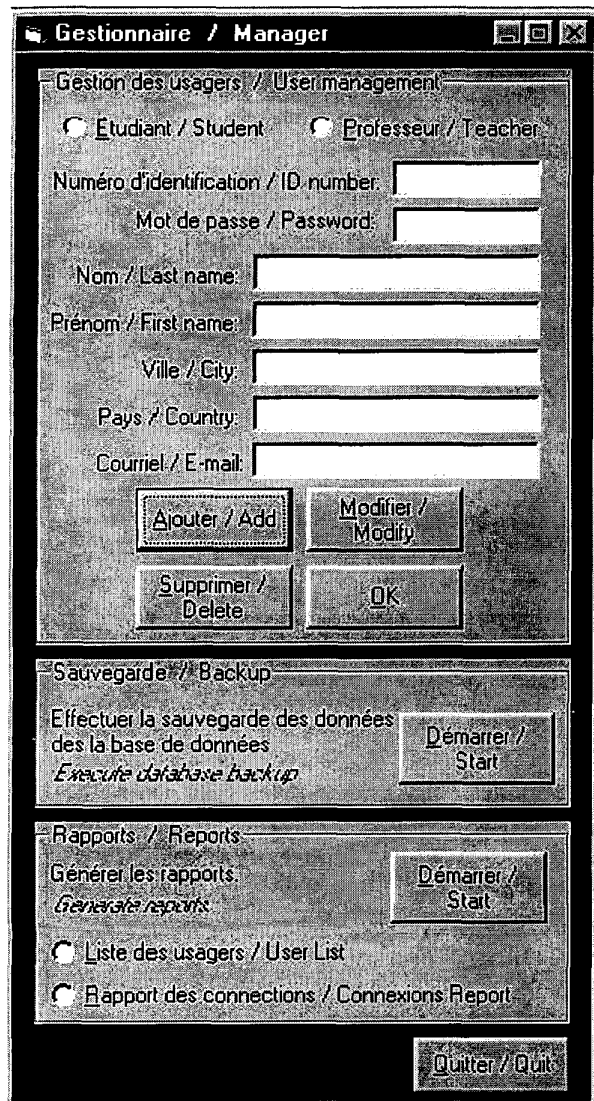 Gestionnaire / Manager
Gestion des usagers / User management
Etudiant / Student Professeur / Teacher
Numéro d'identification / ID number:
Mot de passe / Password:
Nom / Last name:
Prénom / First name:
Ville / City:
Pays / Country:
Courriel / E-mail:
Ajouter / Add Modifier /
Modify
Supprimer /
Delete OK
Sauvegarde / Backup
Effectuer la sauvegarde des données
des la base de données
Execute database backup
Démarrer /
Start
Rapports / Reports
Générer les rapports.
Generate reports.
Démarrer /
Start
Liste des usagers / User List
Rapport des connections / Connexions Report
Quitter / Quit